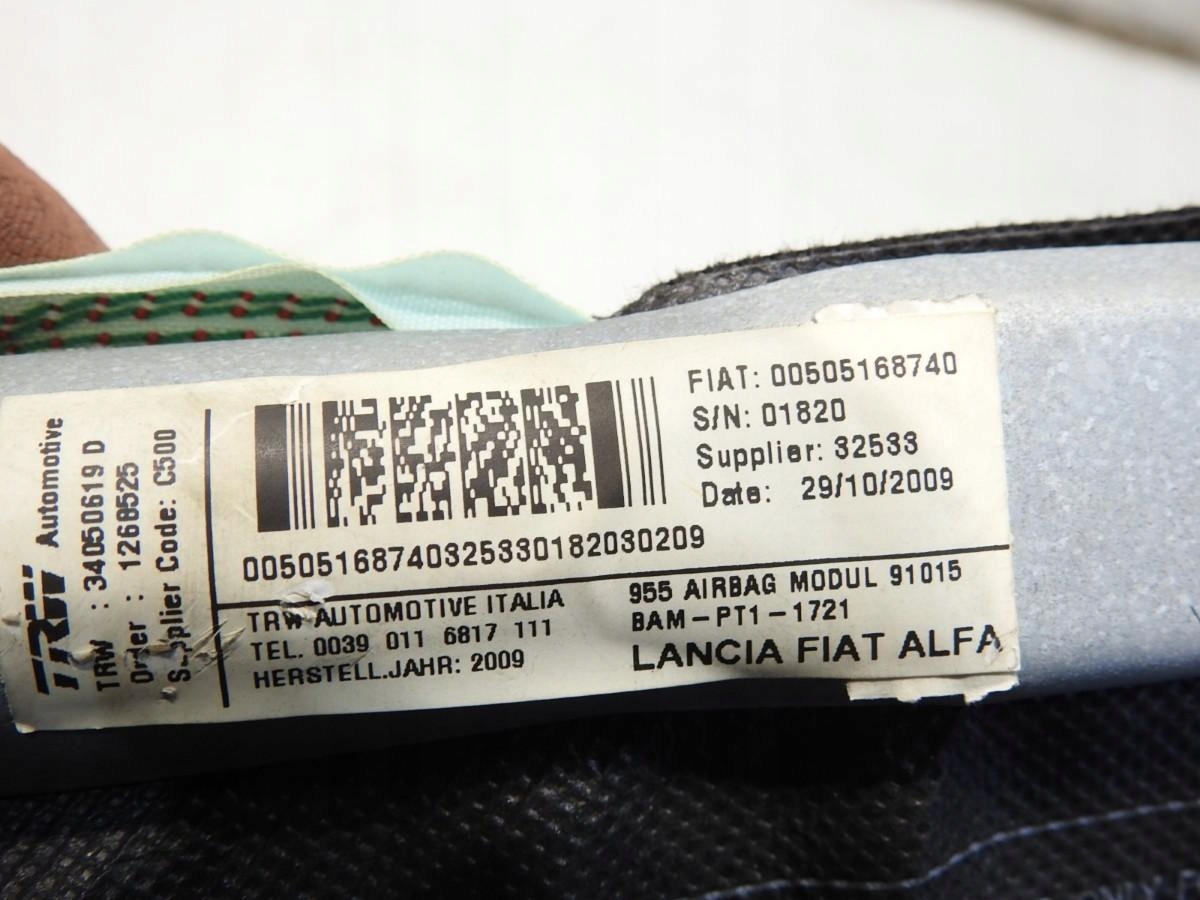 TRW Automotive
TRW : 34050619 D
Order : 1268525
Supplier Code: C500
FIAT: 00505168740
S/N: 01820
Supplier: 32533
Date: 29/10/2009
00505168740325330182030209
TRW AUTOMOTIVE ITALIA
TEL. 0039 011 6817 111
HERSTELL.JAHR: 2009
955 AIRBAG MODUL 91015
BAM-PT1-1721
LANCIA FIAT ALFA